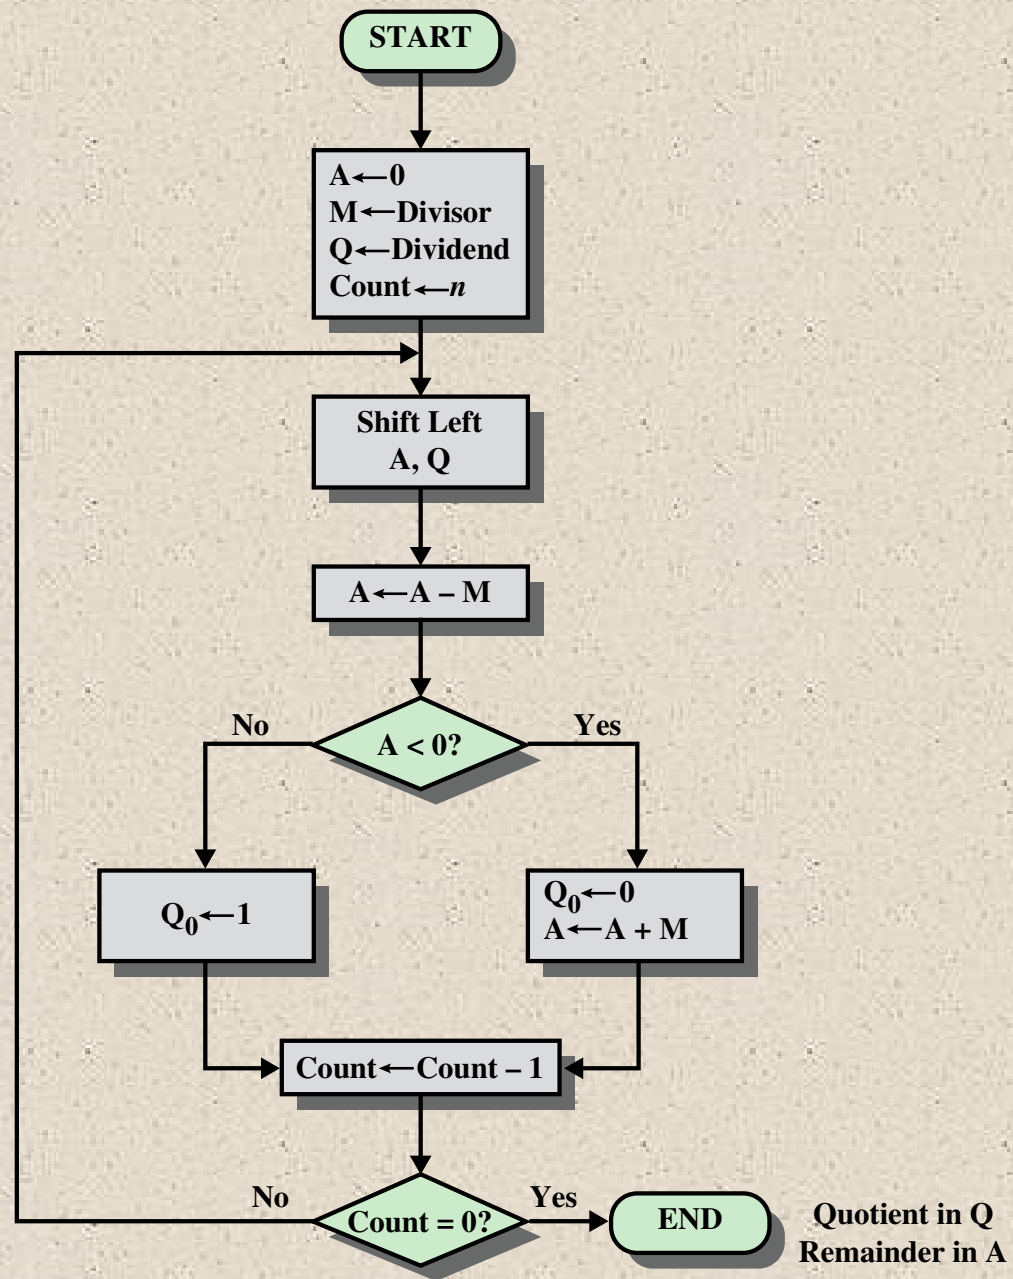 START
A←0
M←Divisor
Q←Dividend
Count←n
Shift Left
A, Q
A←A – M
No
Yes
A < 0?
Q0←1
Q0←0
A←A + M
Count←Count – 1
No
Yes
Count = 0?
END
Quotient in Q
Remainder in A